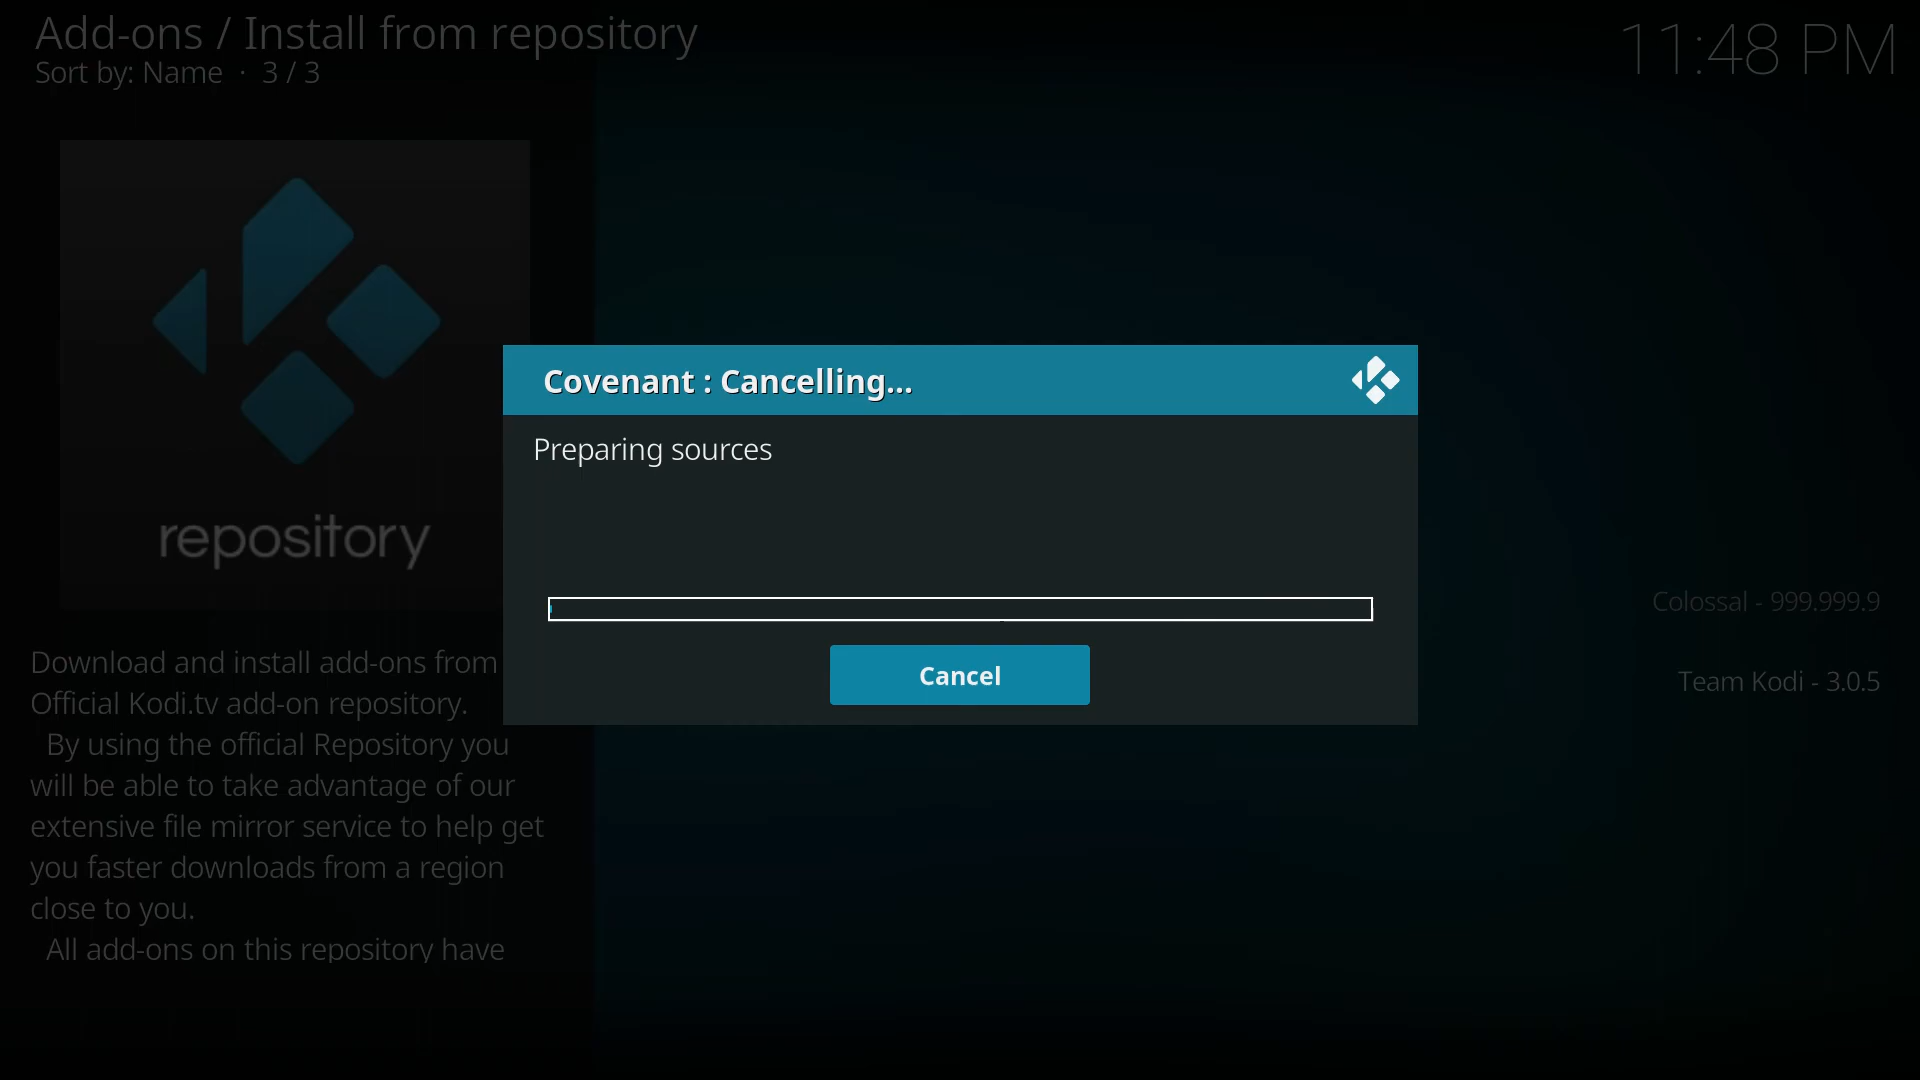 Add-ons / Install from repository
Sort by: Name · 3 / 3
11:48 PM
repository
Covenant : Cancelling...
Preparing sources
Cancel
Colossal - 999.999.9
Team Kodi - 3.0.5
Download and install add-ons from
Official Kodi.tv add-on repository.
By using the official Repository you
will be able to take advantage of our
extensive file mirror service to help get
you faster downloads from a region
close to you.
All add-ons on this repository have